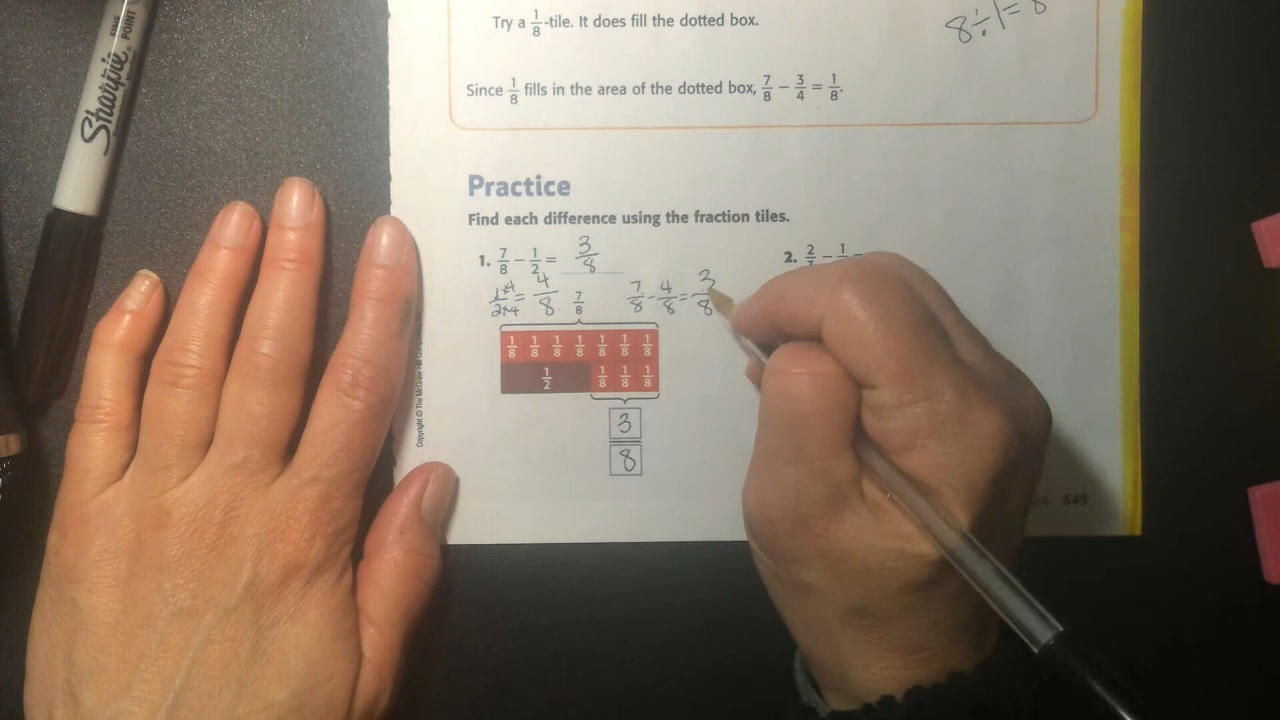 Sharpie
FINE
POINT
Try a 1/8-tile. It does fill the dotted box.
8÷1=8
Since 1/8 fills in the area of the dotted box, 7/8 − 3/4 = 1/8.
Practice
Find each difference using the fraction tiles.
1. 7/8 − 1/2 = 3/8
2. 2/ − 1/
1×4/2×4 = 4/8
7/8
7/8 - 4/8 = 3/8
1/8 1/8 1/8 1/8 1/8 1/8 1/8
1/2 1/8 1/8 1/8
3/8
Copyright © The McGraw-Hill
649